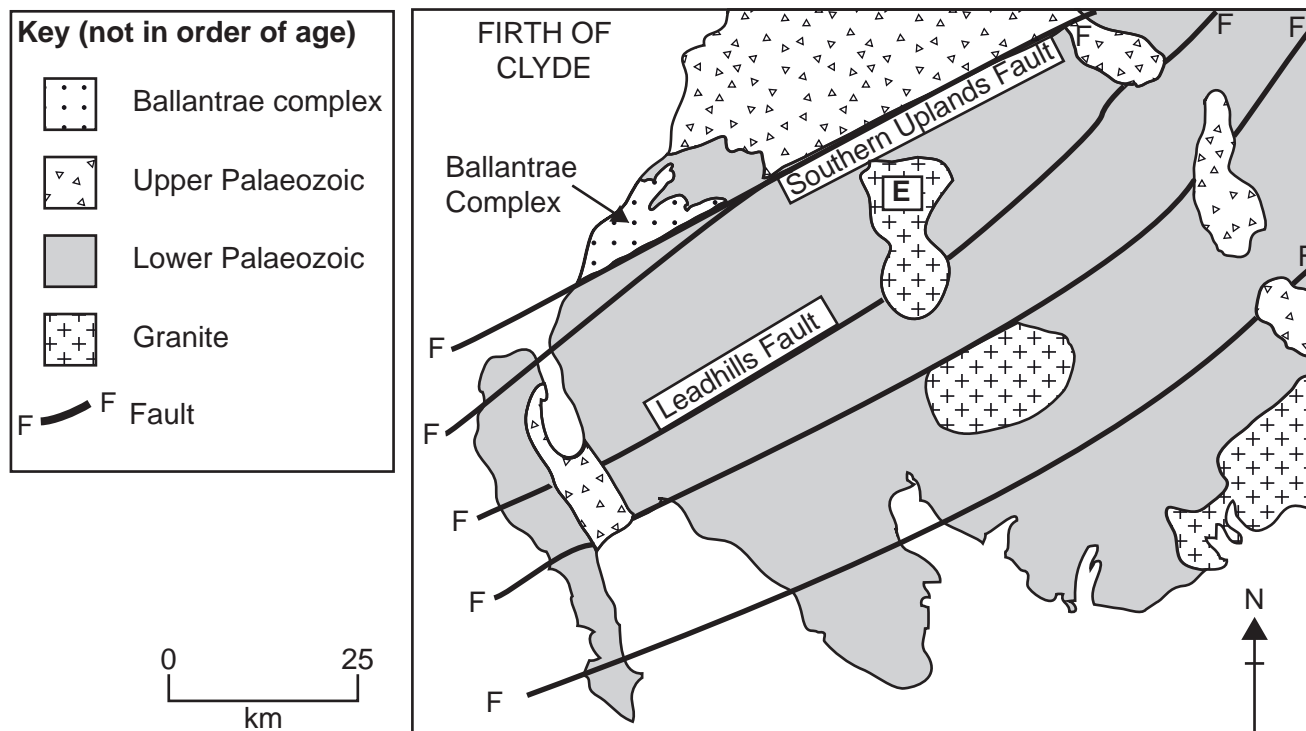 Key (not in order of age)
Ballantrae complex
Upper Palaeozoic
Lower Palaeozoic
Granite
F F Fault
0 25
km
FIRTH OF
CLYDE
Ballantrae
Complex
Southern Uplands Fault
Leadhills Fault
E
F
F
F
F
F
F
F
F
F
N